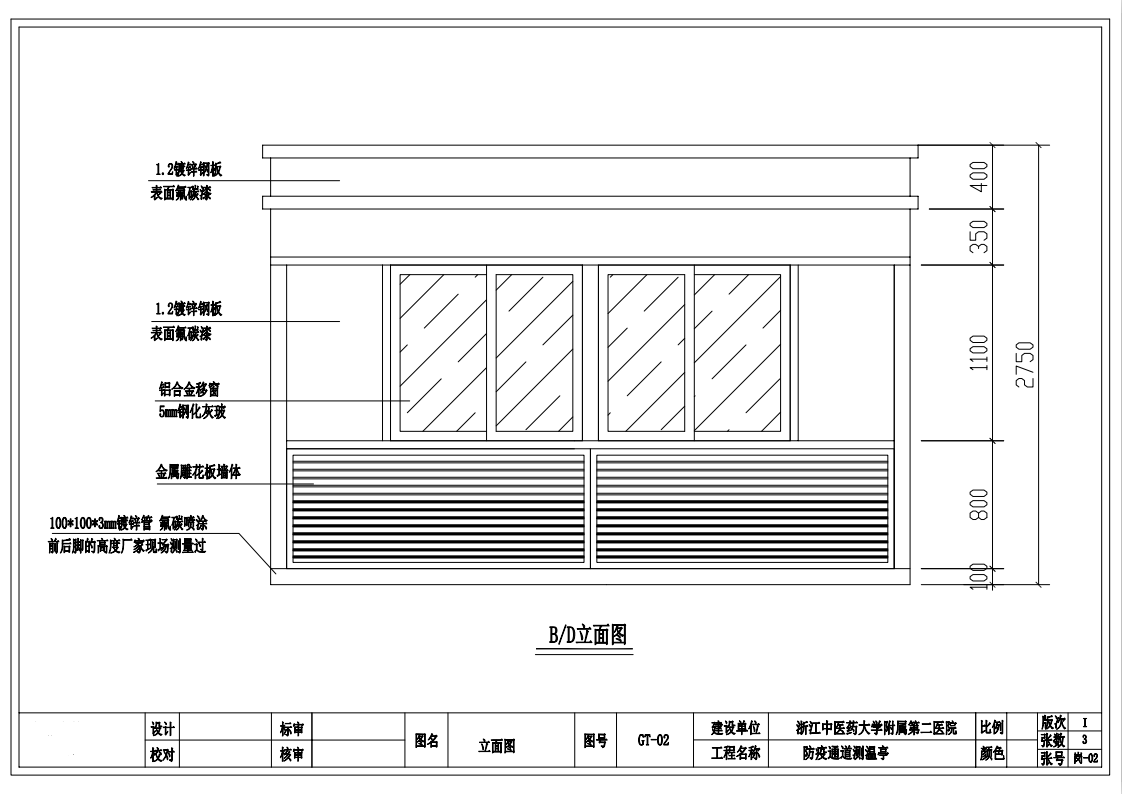 1.2镀锌钢板
表面氟碳漆
1.2镀锌钢板
表面氟碳漆
铝合金移窗
5mm钢化灰玻
金属雕花板墙体
100*100*3mm镀锌管 氟碳喷涂
前后脚的高度厂家现场测量过
400
350
1100
800
100
2750
B/D立面图
设计
校对
标审
核审
图名
立面图
图号
GT-02
建设单位
浙江中医药大学附属第二医院
工程名称
防疫通道测温亭
比例
颜色
版次
I
张数
3
张号
岗-02